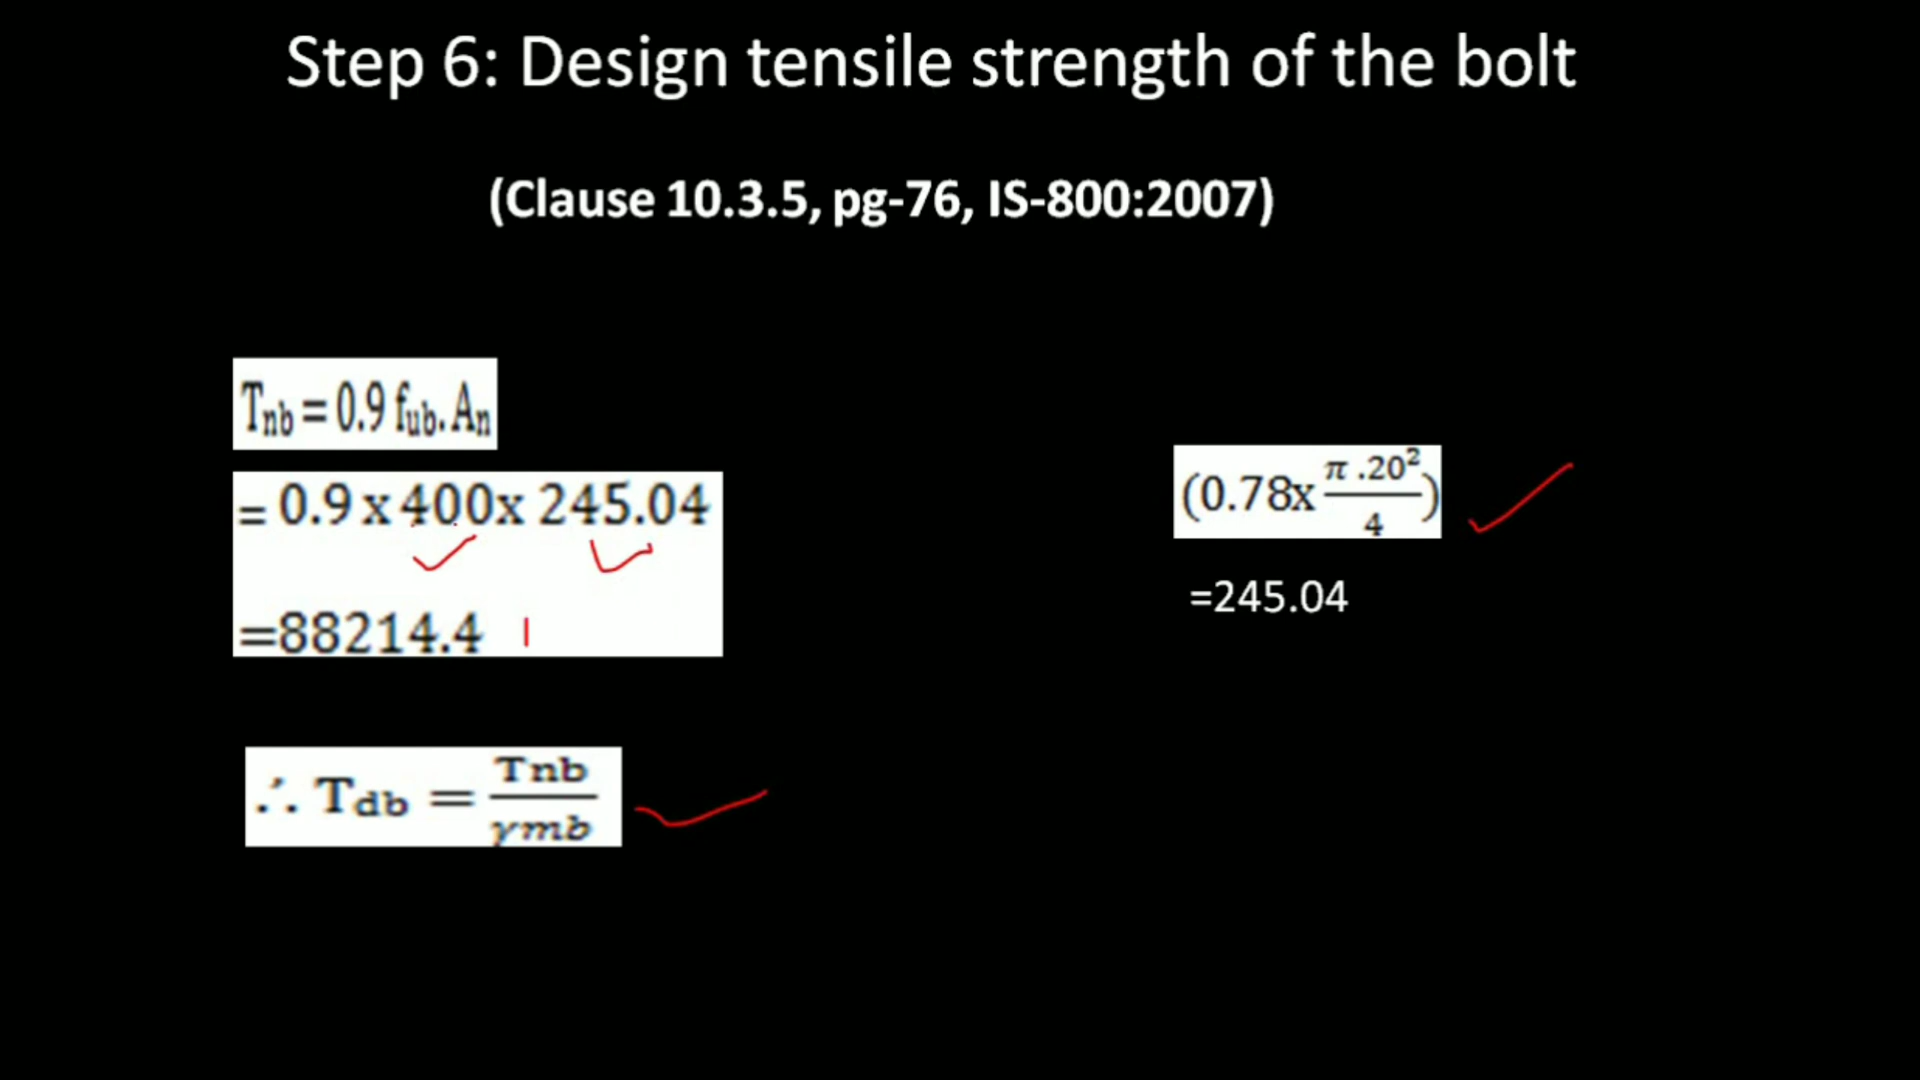 Step 6: Design tensile strength of the bolt
(Clause 10.3.5, pg-76, IS-800:2007)
Tnb = 0.9 fub. An
= 0.9 x 400x 245.04
=88214.4
∴ Tdb = Tnb / γmb
(0.78x π .20² / 4)
=245.04